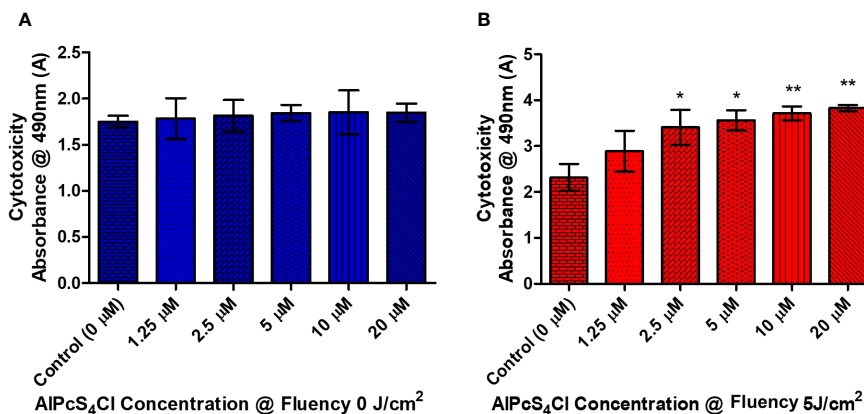 A
Cytotoxicity
Absorbance @ 490nm (A)
2.5
2.0
1.5
1.0
0.5
0.0
Control (0 µM)
1.25 µM
2.5 µM
5 µM
10 µM
20 µM
AlPcS₄Cl Concentration @ Fluency 0 J/cm²
B
Cytotoxicity
Absorbance @ 490nm (A)
5
4
3
2
1
0
* * ** **
Control (0 µM)
1.25 µM
2.5 µM
5 µM
10 µM
20 µM
AlPcS₄Cl Concentration @ Fluency 5J/cm²